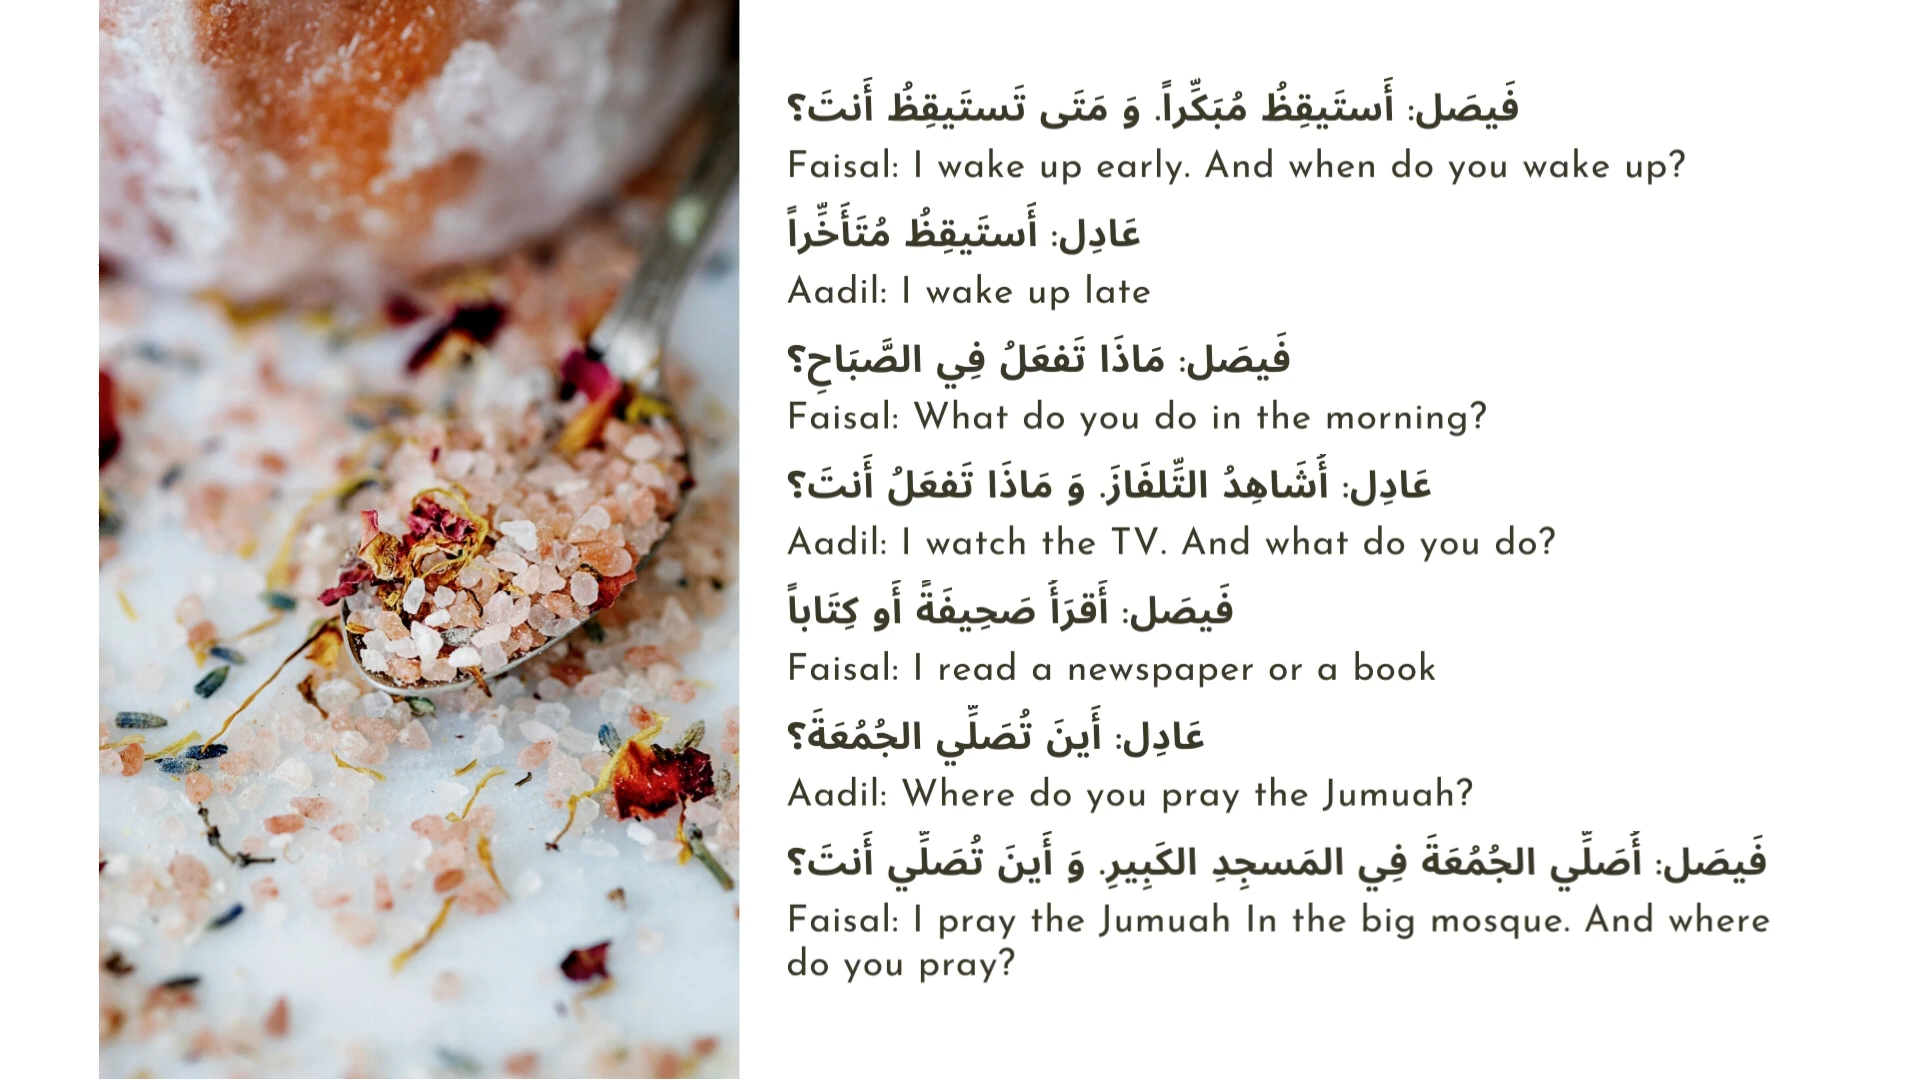 فَيصَل: أَستَيقِظُ مُبَكِّراً. وَ مَتَى تَستَيقِظُ أَنتَ؟
Faisal: I wake up early. And when do you wake up?
عَادِل: أَستَيقِظُ مُتَأَخِّراً
Aadil: I wake up late
فَيصَل: مَاذَا تَفعَلُ فِي الصَّبَاحِ؟
Faisal: What do you do in the morning?
عَادِل: أُشَاهِدُ التِّلفَازَ. وَ مَاذَا تَفعَلُ أَنتَ؟
Aadil: I watch the TV. And what do you do?
فَيصَل: أَقرَأُ صَحِيفَةً أَو كِتَاباً
Faisal: I read a newspaper or a book
عَادِل: أَينَ تُصَلِّي الجُمُعَةَ؟
Aadil: Where do you pray the Jumuah?
فَيصَل: أُصَلِّي الجُمُعَةَ فِي المَسجِدِ الكَبِيرِ. وَ أَينَ تُصَلِّي أَنتَ؟
Faisal: I pray the Jumuah In the big mosque. And where
do you pray?